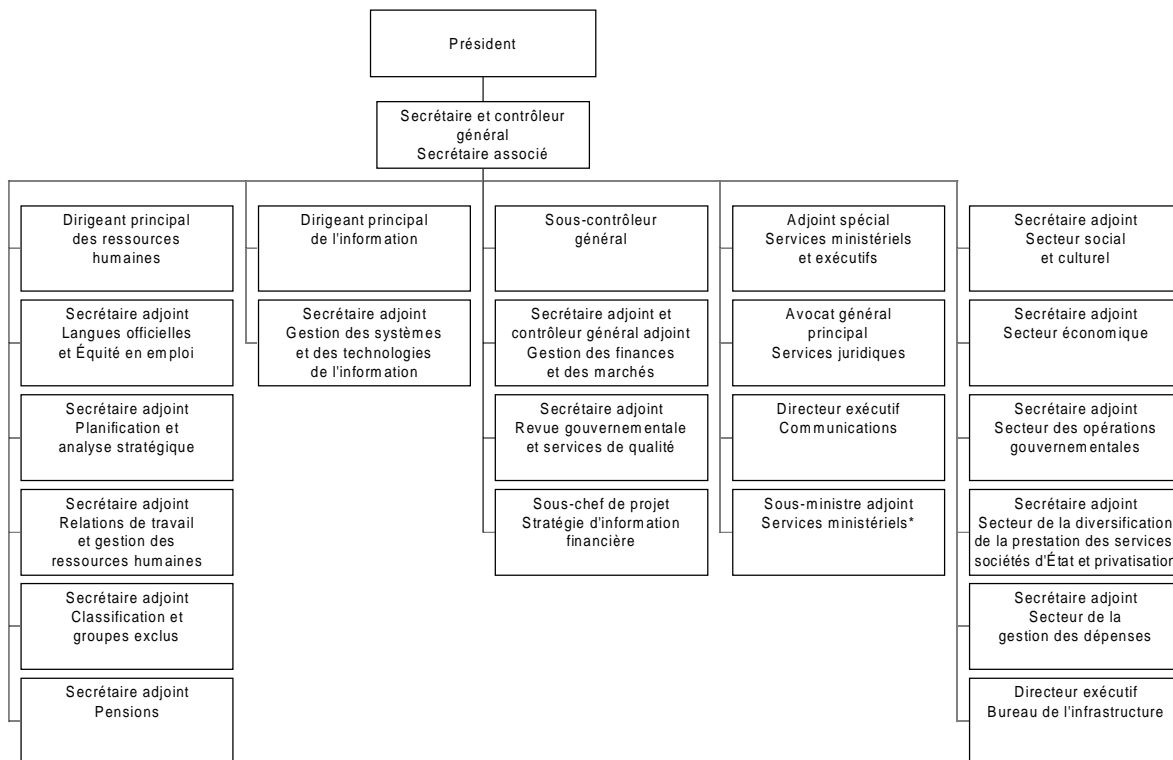 Président
Secrétaire et contrôleur
général
Secrétaire associé
Dirigeant principal
des ressources
humaines
Secrétaire adjoint
Langues officielles
et Équité en emploi
Secrétaire adjoint
Planification et
analyse stratégique
Secrétaire adjoint
Relations de travail
et gestion des
ressources humaines
Secrétaire adjoint
Classification et
groupes exclus
Secrétaire adjoint
Pensions
Dirigeant principal
de l'information
Secrétaire adjoint
Gestion des systèmes
et des technologies
de l'information
Sous-contrôleur
général
Secrétaire adjoint et
contrôleur général adjoint
Gestion des finances
et des marchés
Secrétaire adjoint
Revue gouvernementale
et services de qualité
Sous-chef de projet
Stratégie d'information
financière
Adjoint spécial
Services ministériels
et exécutifs
Avocat général
principal
Services juridiques
Directeur exécutif
Communications
Sous-ministre adjoint
Services ministériels*
Secrétaire adjoint
Secteur social
et culturel
Secrétaire adjoint
Secteur économique
Secrétaire adjoint
Secteur des opérations
gouvernementales
Secrétaire adjoint
Secteur de la diversification
de la prestation des services
sociétés d'État et privatisation
Secrétaire adjoint
Secteur de la
gestion des dépenses
Directeur exécutif
Bureau de l'infrastructure